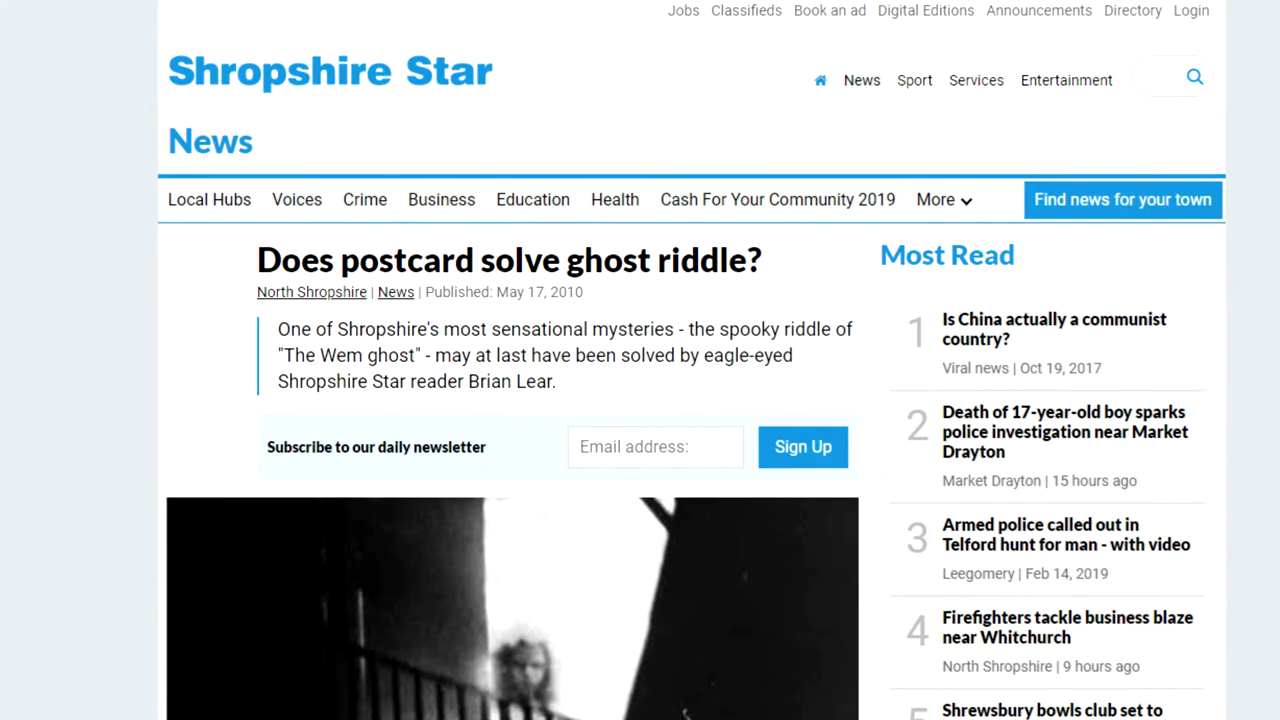 Jobs Classifieds Book an ad Digital Editions Announcements Directory Login
Shropshire Star
News Sport Services Entertainment
News
Local Hubs Voices Crime Business Education Health Cash For Your Community 2019 More Find news for your town
Does postcard solve ghost riddle?
North Shropshire | News | Published: May 17, 2010
One of Shropshire's most sensational mysteries - the spooky riddle of
"The Wem ghost" - may at last have been solved by eagle-eyed
Shropshire Star reader Brian Lear.
Subscribe to our daily newsletter Email address: Sign Up
Most Read
1 Is China actually a communist
country?
Viral news | Oct 19, 2017
2 Death of 17-year-old boy sparks
police investigation near Market
Drayton
Market Drayton | 15 hours ago
3 Armed police called out in
Telford hunt for man - with video
Leegomery | Feb 14, 2019
4 Firefighters tackle business blaze
near Whitchurch
North Shropshire | 9 hours ago
5 Shrewsbury bowls club set to